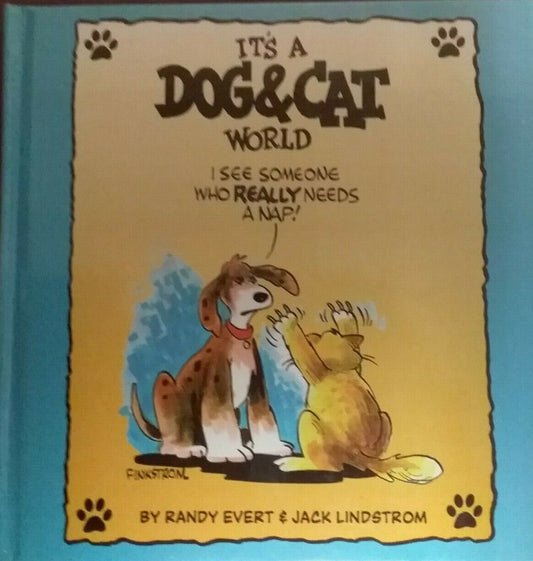 IT'S A
DOG & CAT
WORLD
I SEE SOMEONE
WHO REALLY NEEDS
A NAP!
FINKSTROM
BY RANDY EVERT & JACK LINDSTROM